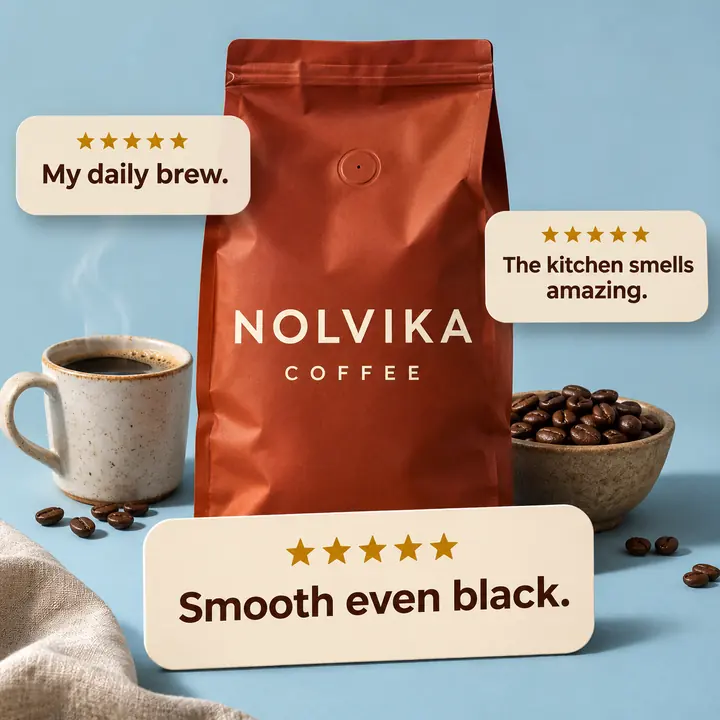 My daily brew.
The kitchen smells
amazing.
NOLVIKA
COFFEE
Smooth even black.